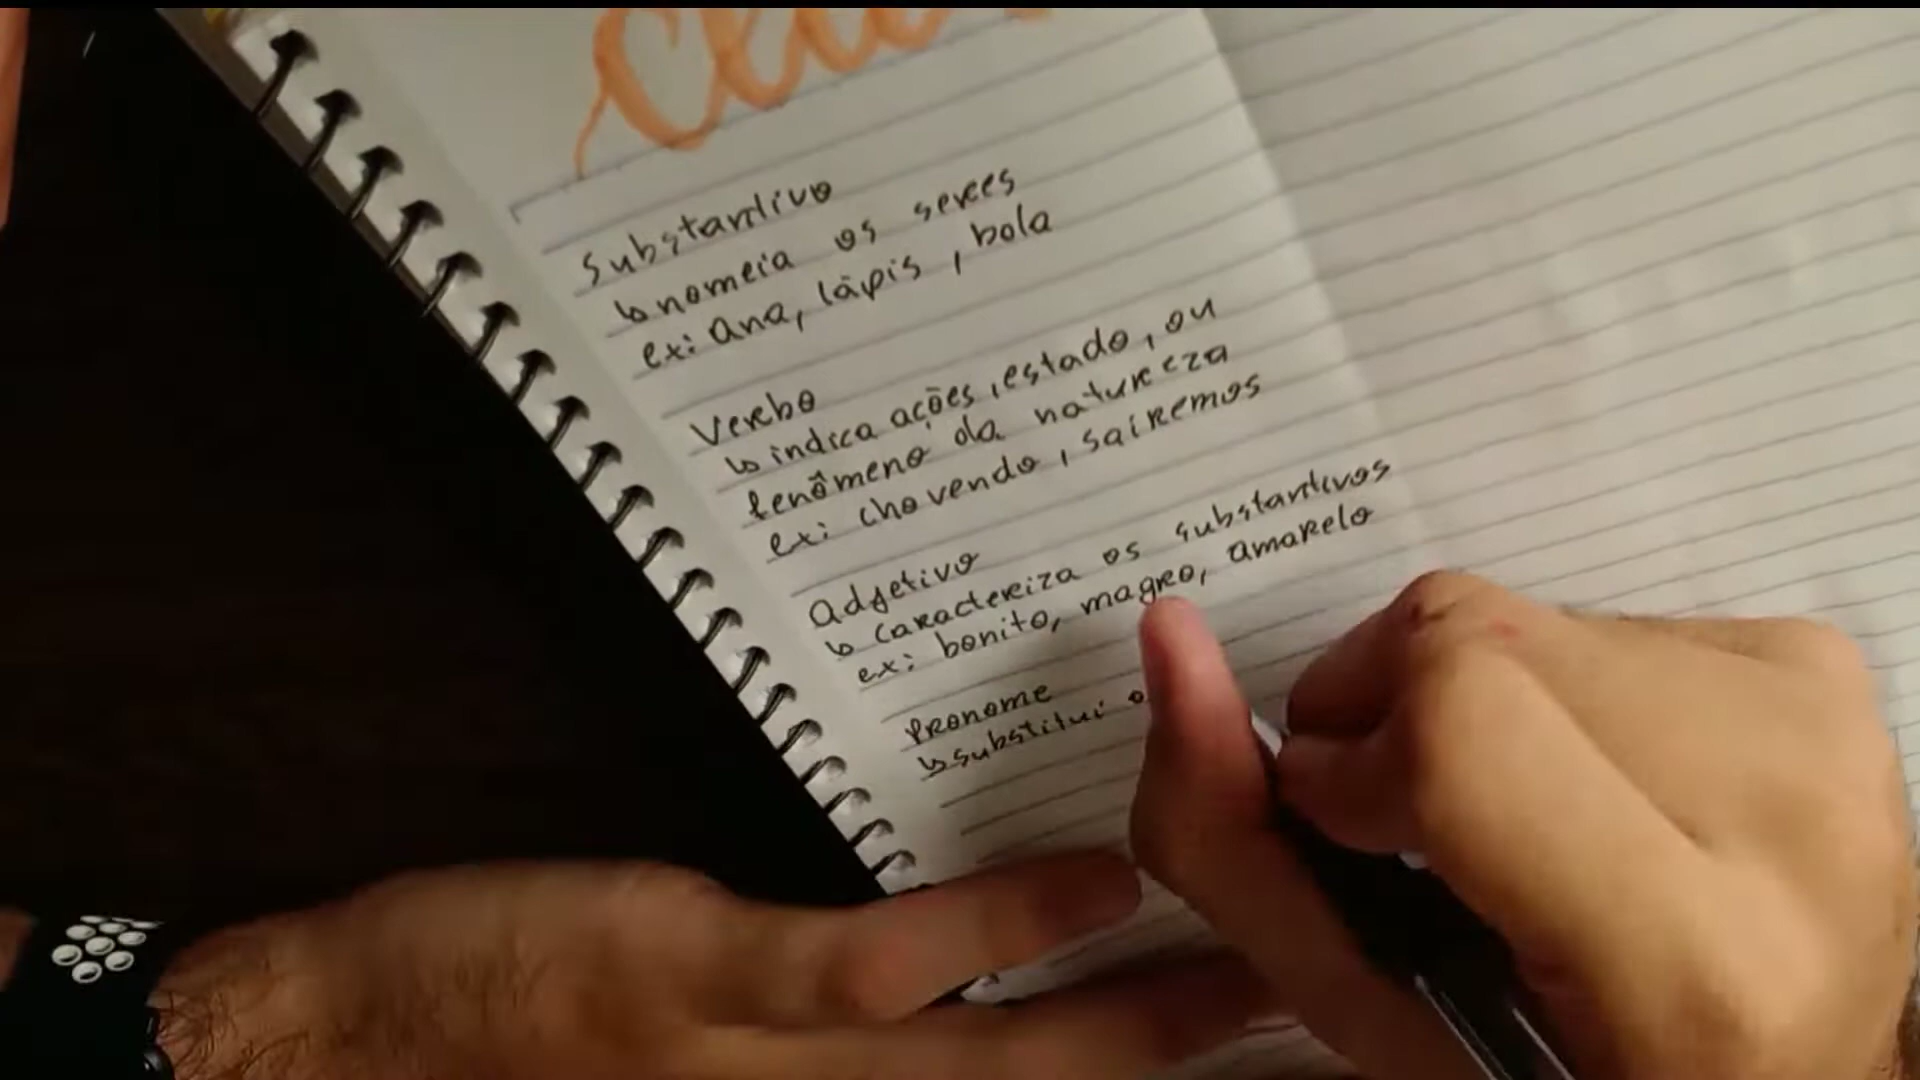 Substantivo
↳ nomeia os seres
ex: Ana, lápis, bola
Verbo
↳ indica ações, estado, ou
fenômeno da natureza
ex: chovendo, sairemos
Adjetivo
↳ caracteriza os substantivos
ex: bonito, magro, amarelo
Pronome
↳ substitui o